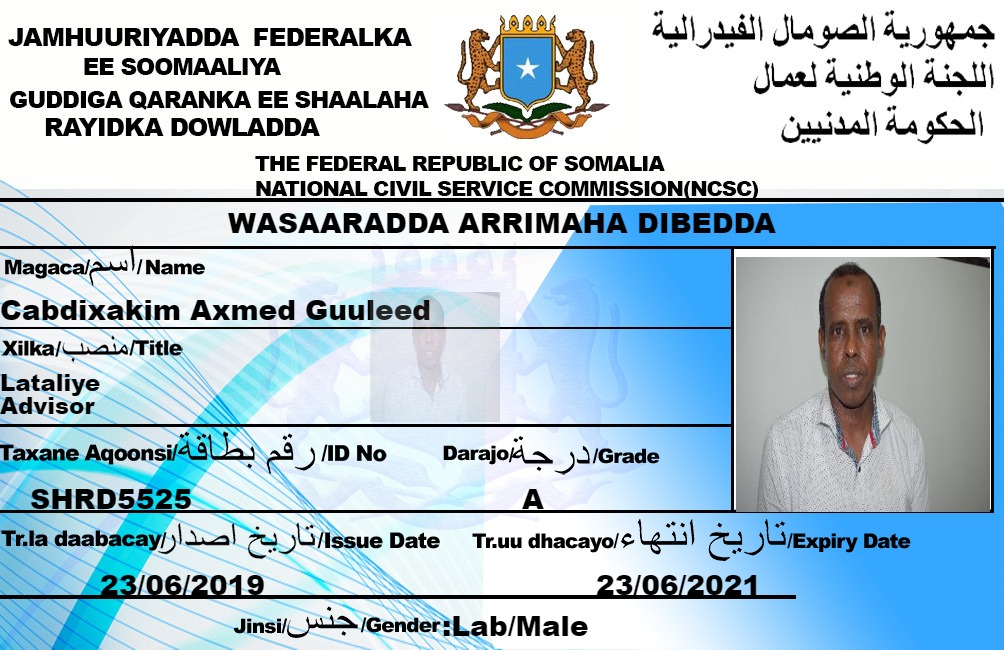 JAMHUURIYADDA FEDERALKA
EE SOOMAALIYA
GUDDIGA QARANKA EE SHAALAHA
RAYIDKA DOWLADDA
جمهورية الصومال الفيدرالية
اللجنة الوطنية لعمال
الحكومة المدنيين
THE FEDERAL REPUBLIC OF SOMALIA
NATIONAL CIVIL SERVICE COMMISSION(NCSC)
WASAARADDA ARRIMAHA DIBEDDA
Magaca/اسم/Name
Cabdixakim Axmed Guuleed
Xilka/منصب/Title
Lataliye
Advisor
Taxane Aqoonsi/رقم بطاقة/ID No
Darajo/درجة/Grade
SHRD5525
A
Tr.la daabacay/تاريخ اصدار/Issue Date
Tr.uu dhacayo/تاريخ انتهاء/Expiry Date
23/06/2019
23/06/2021
Jinsi/جنس/Gender:Lab/Male